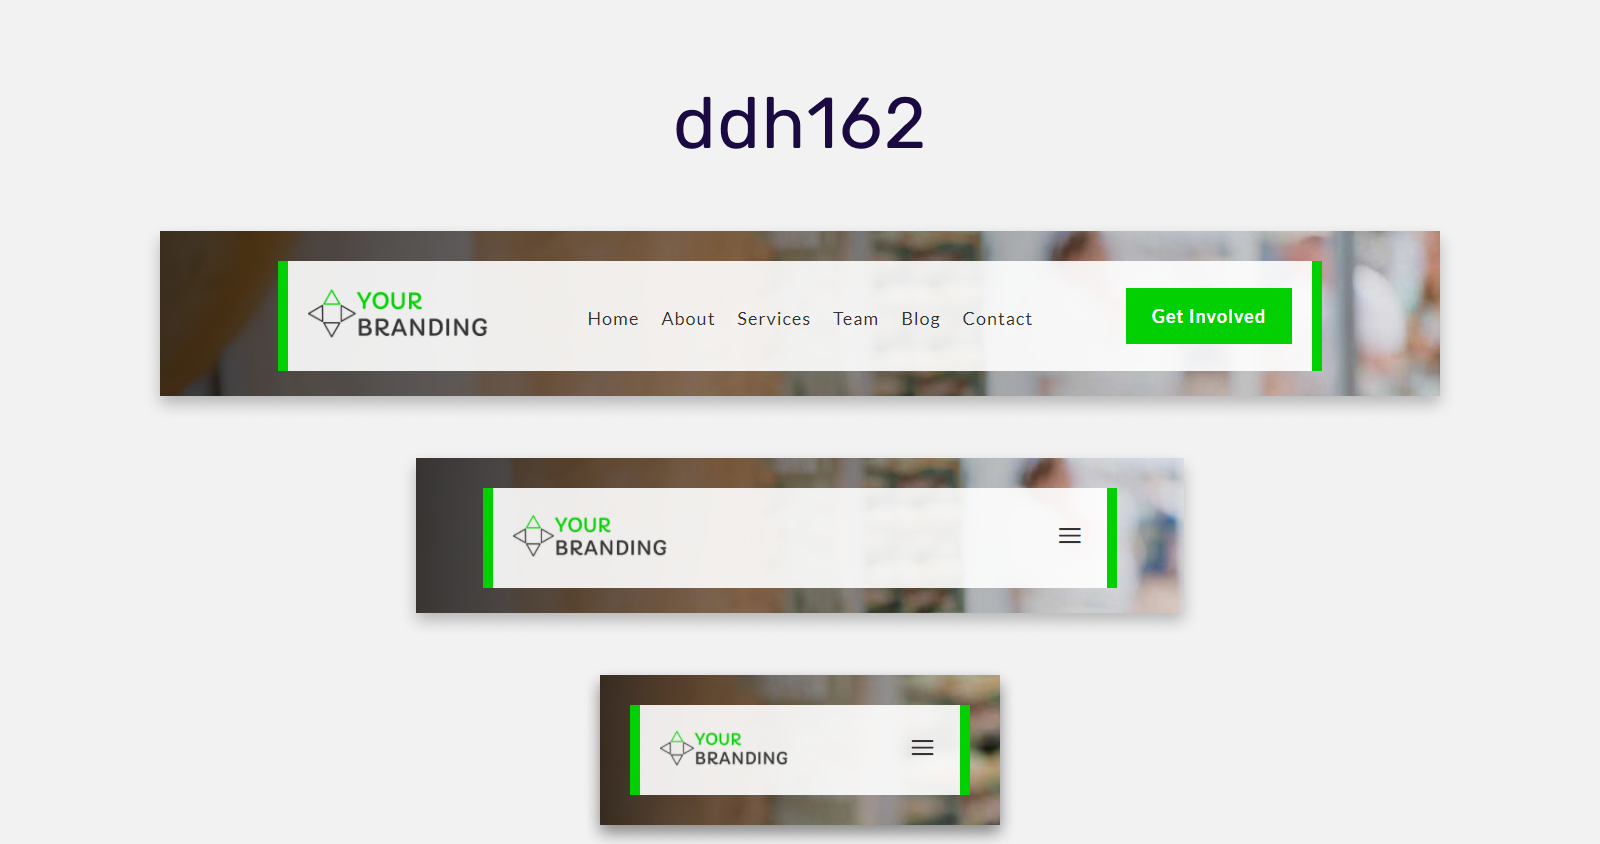 ddh162
YOUR
BRANDING
Home About Services Team Blog Contact
Get Involved
YOUR
BRANDING
YOUR
BRANDING